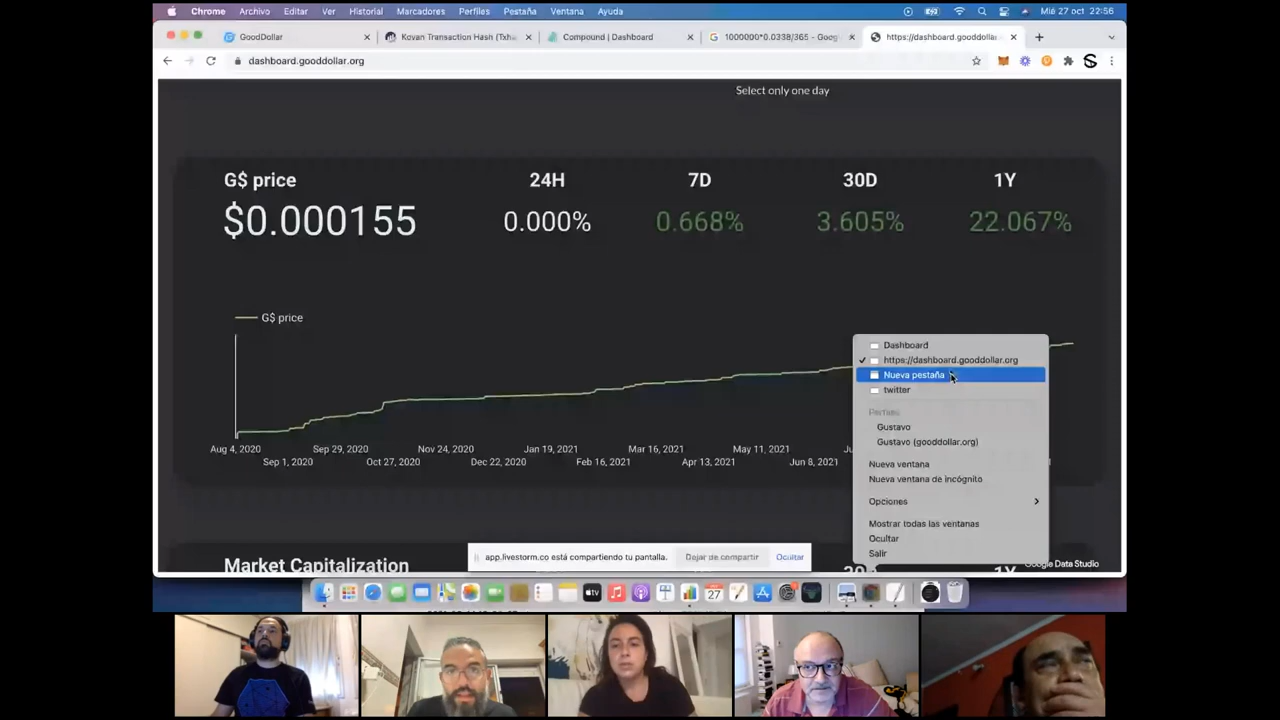 Chrome Archivo Editar Ver Historial Marcadores Perfiles Pestaña Ventana Ayuda Mié 27 oct 22:56
GoodDollar Kovan Transaction Hash (Txha Compound | Dashboard 1000000*0.0338/365 - Goog https://dashboard.gooddollar
dashboard.gooddollar.org
Select only one day
G$ price 24H 7D 30D 1Y
$0.000155 0.000% 0.668% 3.605% 22.067%
G$ price
Aug 4, 2020 Sep 29, 2020 Nov 24, 2020 Jan 19, 2021 Mar 16, 2021 May 11, 2021
Sep 1, 2020 Oct 27, 2020 Dec 22, 2020 Feb 16, 2021 Apr 13, 2021 Jun 8, 2021
Dashboard
https://dashboard.gooddollar.org
Nueva pestaña
twitter
Perfiles
Gustavo
Gustavo (gooddollar.org)
Nueva ventana
Nueva ventana de incógnito
Opciones
Mostrar todas las ventanas
Ocultar
Salir
Market Capitalization 30D 1Y
app.livestorm.co está compartiendo tu pantalla. Dejar de compartir Ocultar
Google Data Studio
tv 27